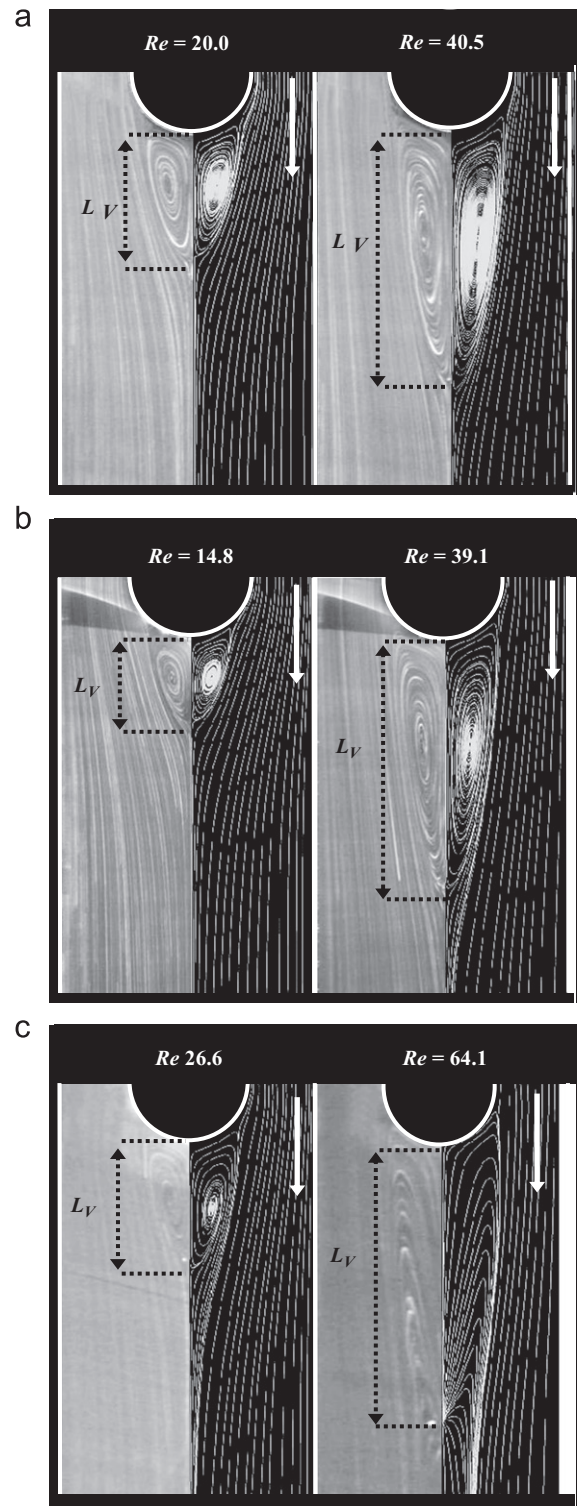 a
Re = 20.0
Re = 40.5
L V
L V
b
Re = 14.8
Re = 39.1
LV
LV
c
Re 26.6
Re = 64.1
LV
LV